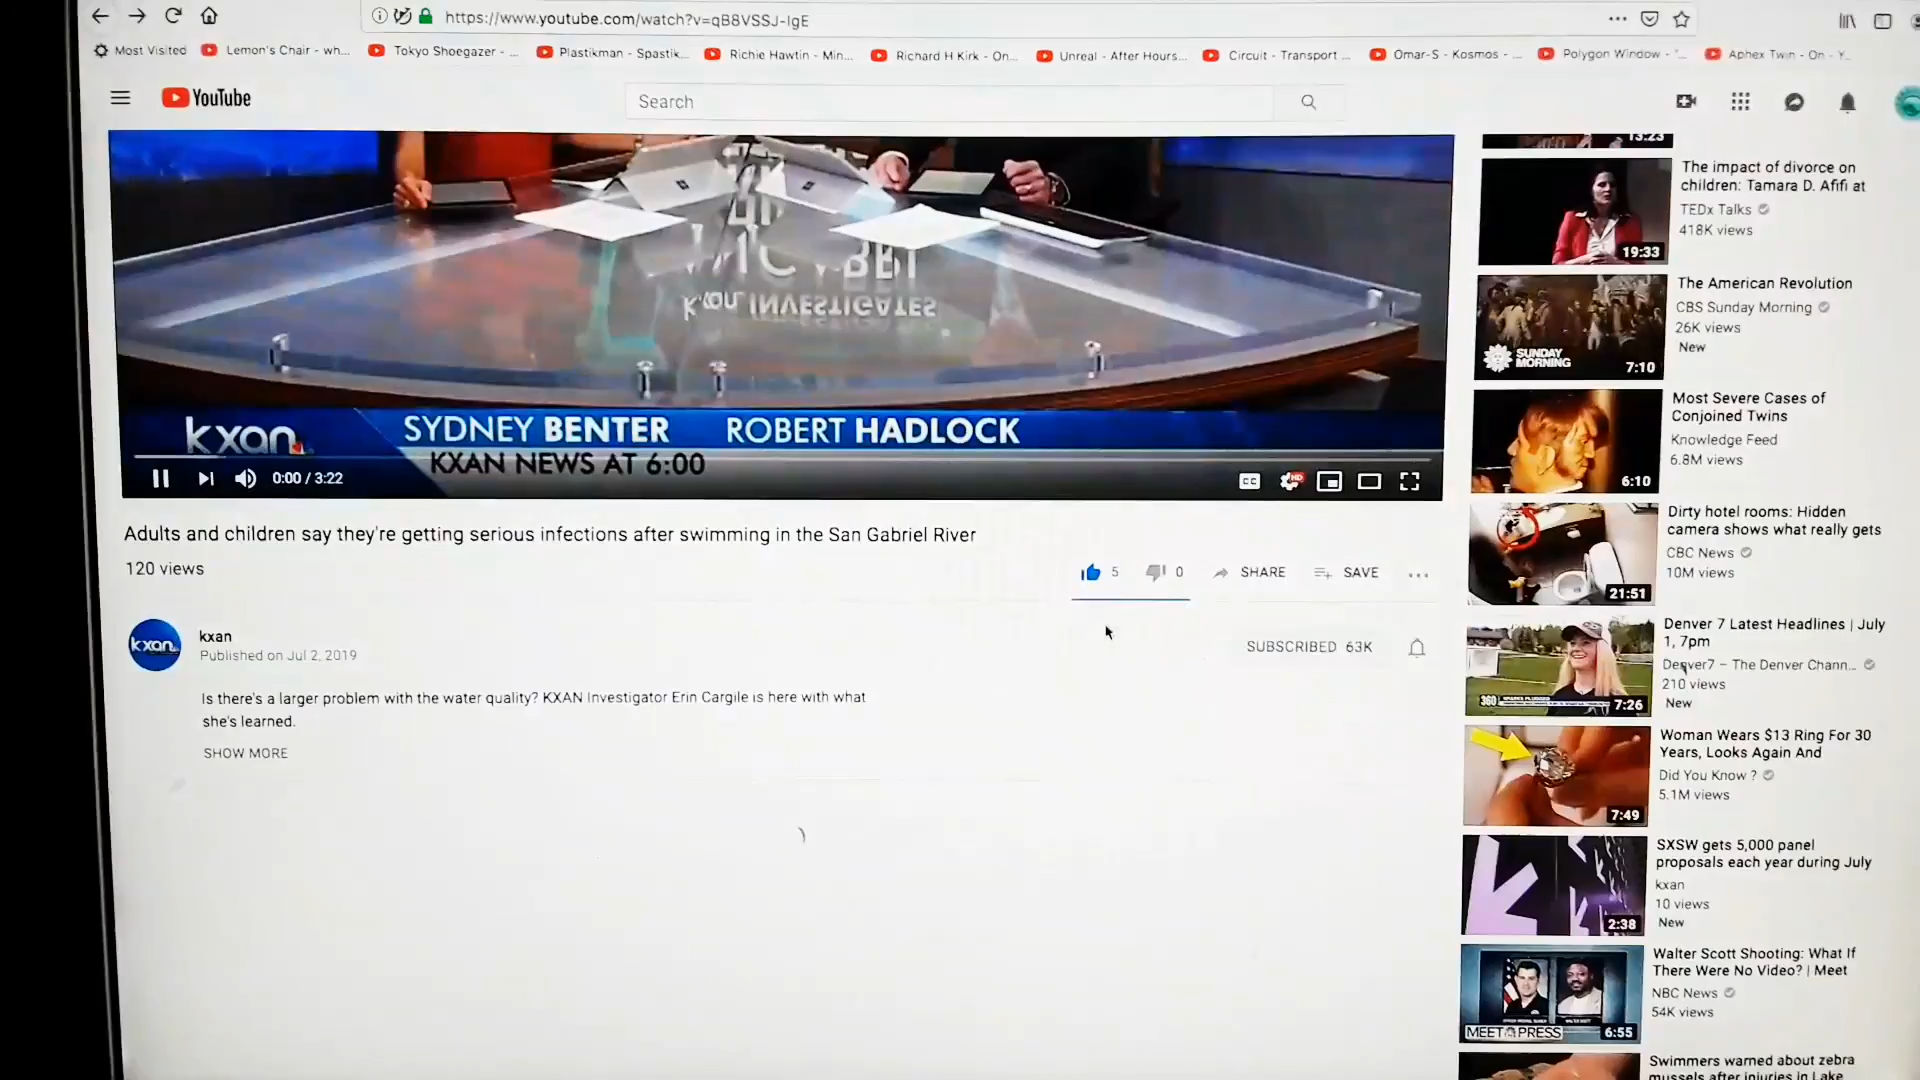 https://www.youtube.com/watch?v=qB8VSSJ-IgE
Most Visited
Lemon's Chair - wh...
Tokyo Shoegazer - ...
Plastikman - Spastik...
Richie Hawtin - Min...
Richard H Kirk - On...
Unreal - After Hours...
Circuit - Transport ...
Omar-S - Kosmos - ...
Polygon Window - "...
Aphex Twin - On - Y...
YouTube
Search
kxan INVESTIGATES
kxan
SYDNEY BENTER
ROBERT HADLOCK
KXAN NEWS AT 6:00
0:00 / 3:22
CC
HD
Adults and children say they're getting serious infections after swimming in the San Gabriel River
120 views
5
0
SHARE
SAVE
kxan
kxan
Published on Jul 2, 2019
SUBSCRIBED 63K
Is there's a larger problem with the water quality? KXAN Investigator Erin Cargile is here with what
she's learned.
SHOW MORE
13:23
The impact of divorce on
children: Tamara D. Afifi at
TEDx Talks
418K views
19:33
The American Revolution
CBS Sunday Morning
26K views
New
SUNDAY
MORNING
7:10
Most Severe Cases of
Conjoined Twins
Knowledge Feed
6.8M views
6:10
Dirty hotel rooms: Hidden
camera shows what really gets
CBC News
10M views
21:51
Denver 7 Latest Headlines | July
1, 7pm
Denver7 – The Denver Chann...
210 views
New
360
7:26
Woman Wears $13 Ring For 30
Years, Looks Again And
Did You Know ?
5.1M views
7:49
SXSW gets 5,000 panel
proposals each year during July
kxan
10 views
New
2:38
Walter Scott Shooting: What If
There Were No Video? | Meet
NBC News
54K views
MEET THE PRESS
6:55
Swimmers warned about zebra
mussels after injuries in Lake